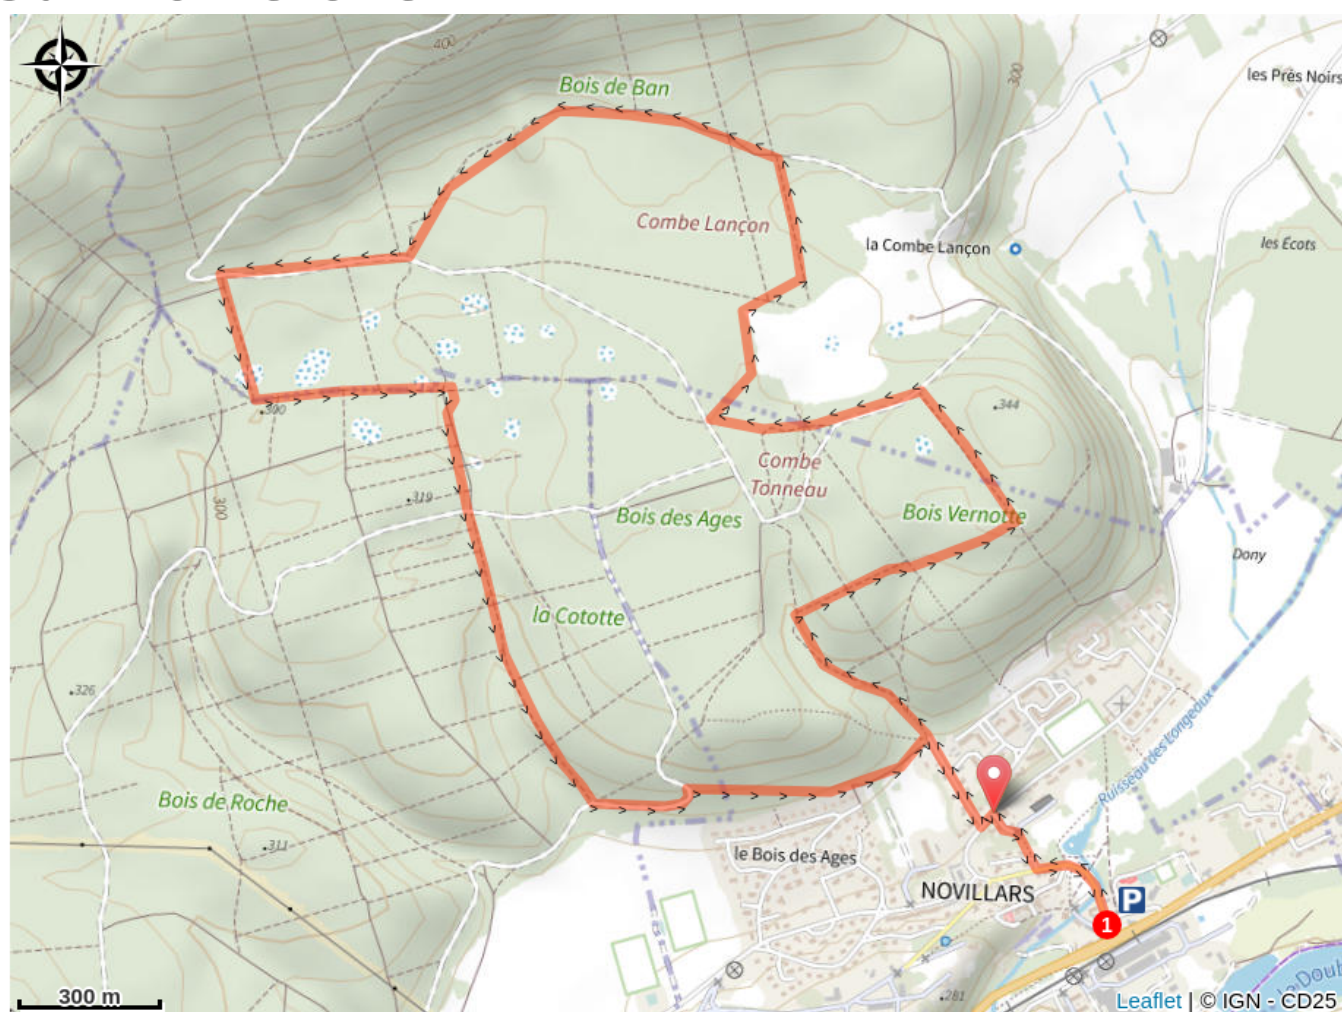 400
Bois de Ban
300
les Prés Noirs
Combe Lançon
la Combe Lançon
les Écots
300
344
319
300
Combe
Tonneau
Bois des Ages
Bois Vernotte
Dony
la Cototte
326
Ruisseau des Longeaux
Bois de Roche
311
le Bois des Ages
NOVILLARS
P
1
281
300 m
Leaflet | © IGN - CD25